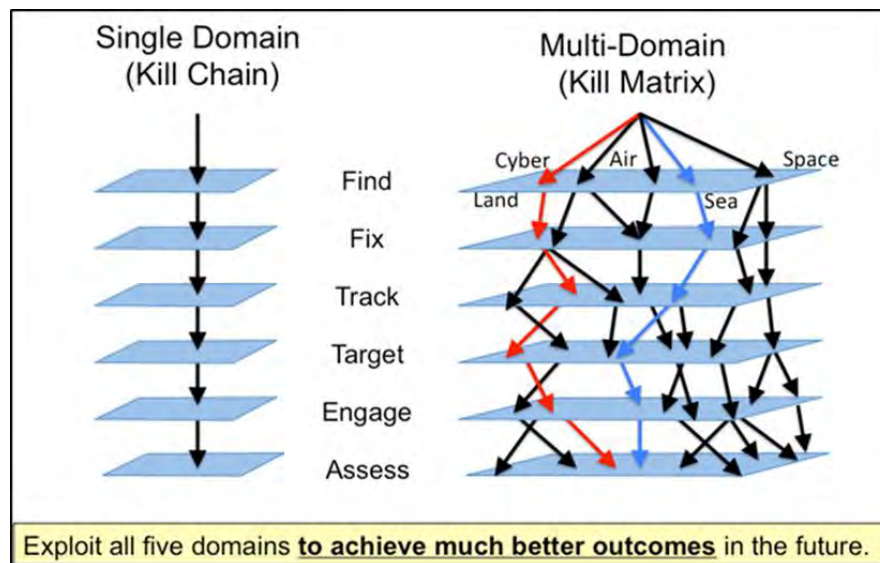 Single Domain
(Kill Chain)
Multi-Domain
(Kill Matrix)
Cyber
Air
Space
Find
Land
Sea
Fix
Track
Target
Engage
Assess
Exploit all five domains to achieve much better outcomes in the future.